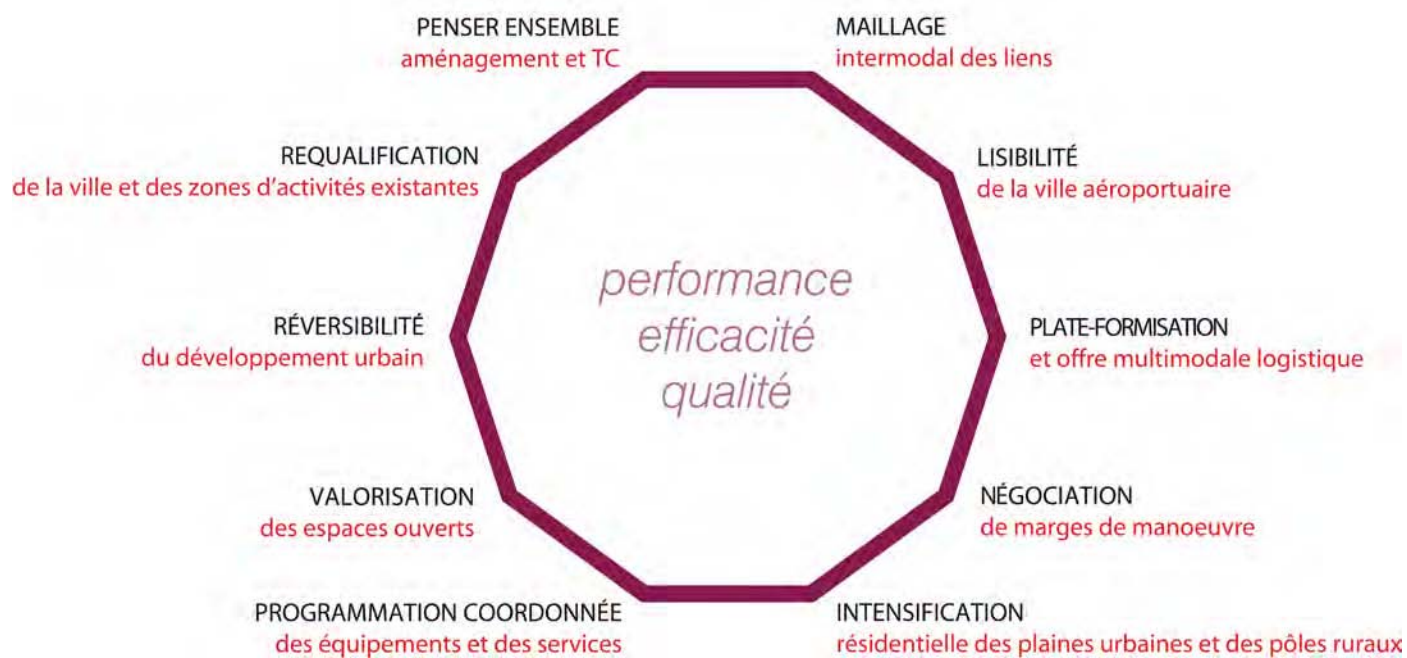 PENSER ENSEMBLE
aménagement et TC
MAILLAGE
intermodal des liens
REQUALIFICATION
de la ville et des zones d'activités existantes
LISIBILITÉ
de la ville aéroportuaire
performance
efficacité
qualité
RÉVERSIBILITÉ
du développement urbain
PLATE-FORMISATION
et offre multimodale logistique
VALORISATION
des espaces ouverts
NÉGOCIATION
de marges de manoeuvre
PROGRAMMATION COORDONNÉE
des équipements et des services
INTENSIFICATION
résidentielle des plaines urbaines et des pôles ruraux